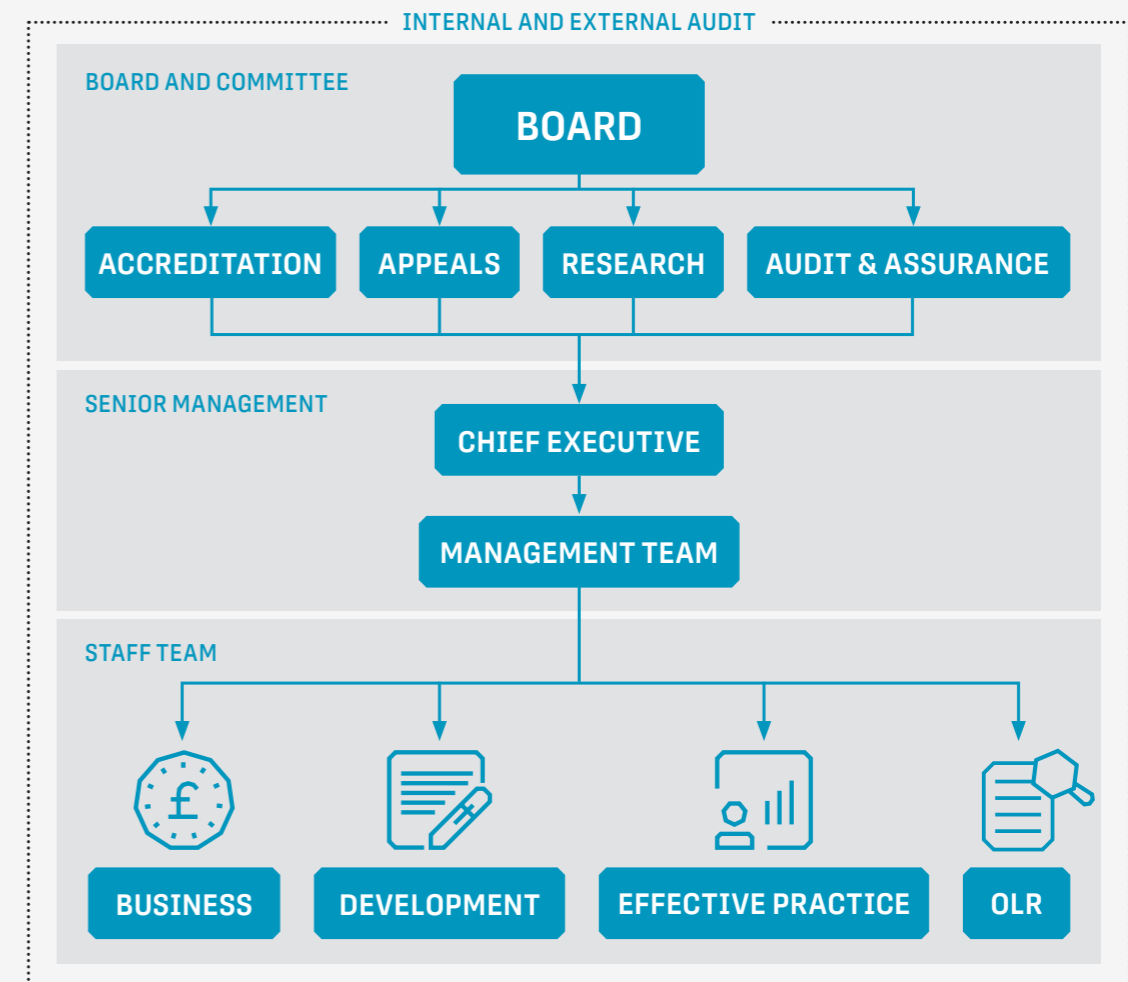 INTERNAL AND EXTERNAL AUDIT
BOARD AND COMMITTEE
BOARD
ACCREDITATION
APPEALS
RESEARCH
AUDIT & ASSURANCE
SENIOR MANAGEMENT
CHIEF EXECUTIVE
MANAGEMENT TEAM
STAFF TEAM
£
BUSINESS
DEVELOPMENT
EFFECTIVE PRACTICE
OLR